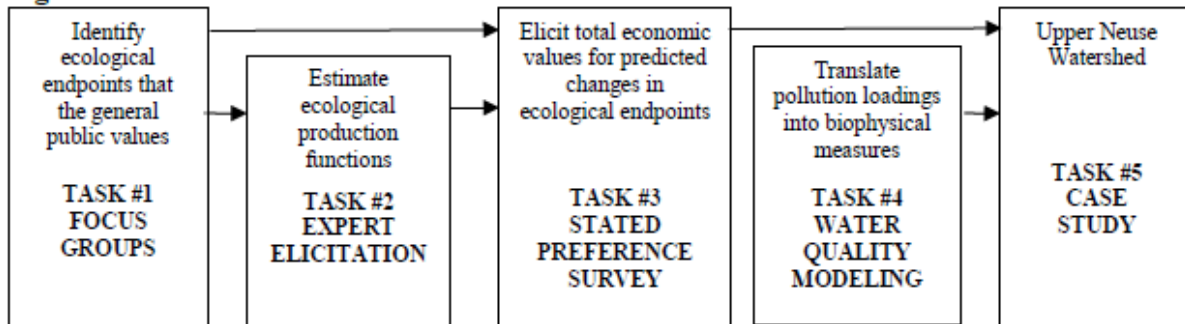 Identify
ecological
endpoints that
the general
public values
TASK #1
FOCUS
GROUPS
Estimate
ecological
production
functions
TASK #2
EXPERT
ELICITATION
Elicit total economic
values for predicted
changes in
ecological endpoints
TASK #3
STATED
PREFERENCE
SURVEY
Translate
pollution loadings
into biophysical
measures
TASK #4
WATER
QUALITY
MODELING
Upper Neuse
Watershed
TASK #5
CASE
STUDY